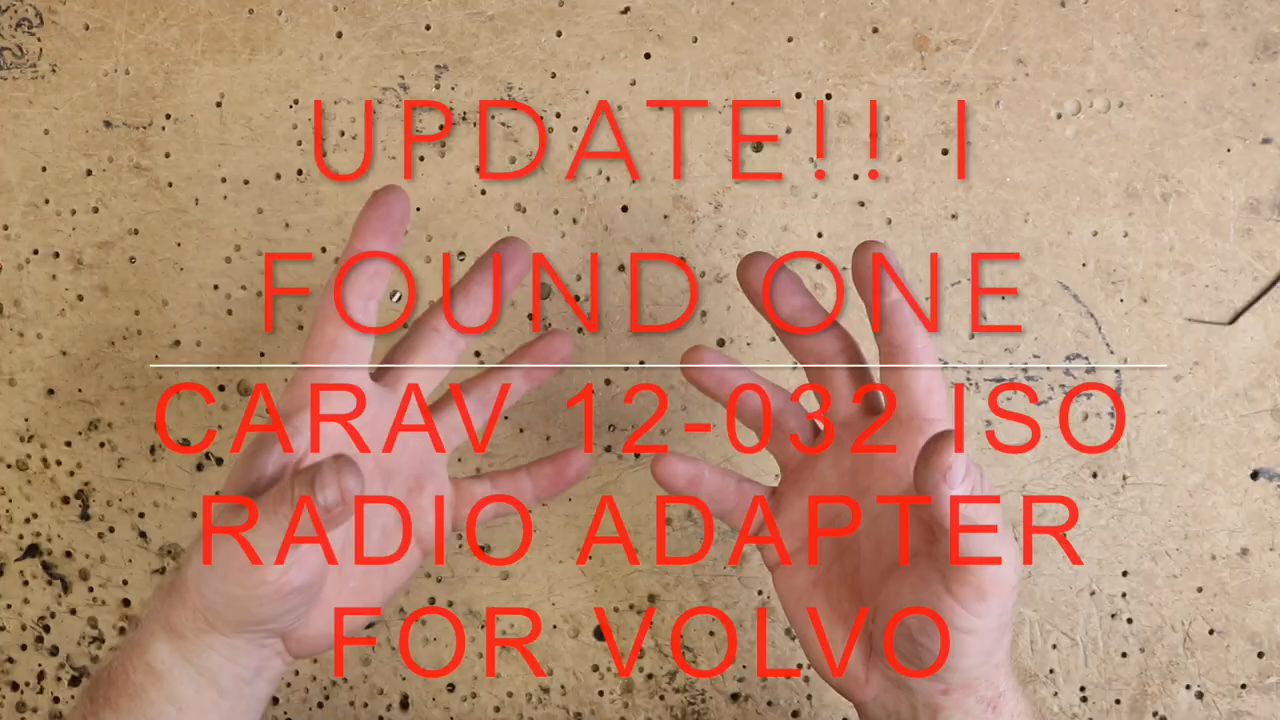 UPDATE!! I
FOUND ONE
CARAV 12-032 ISO
RADIO ADAPTER
FOR VOLVO